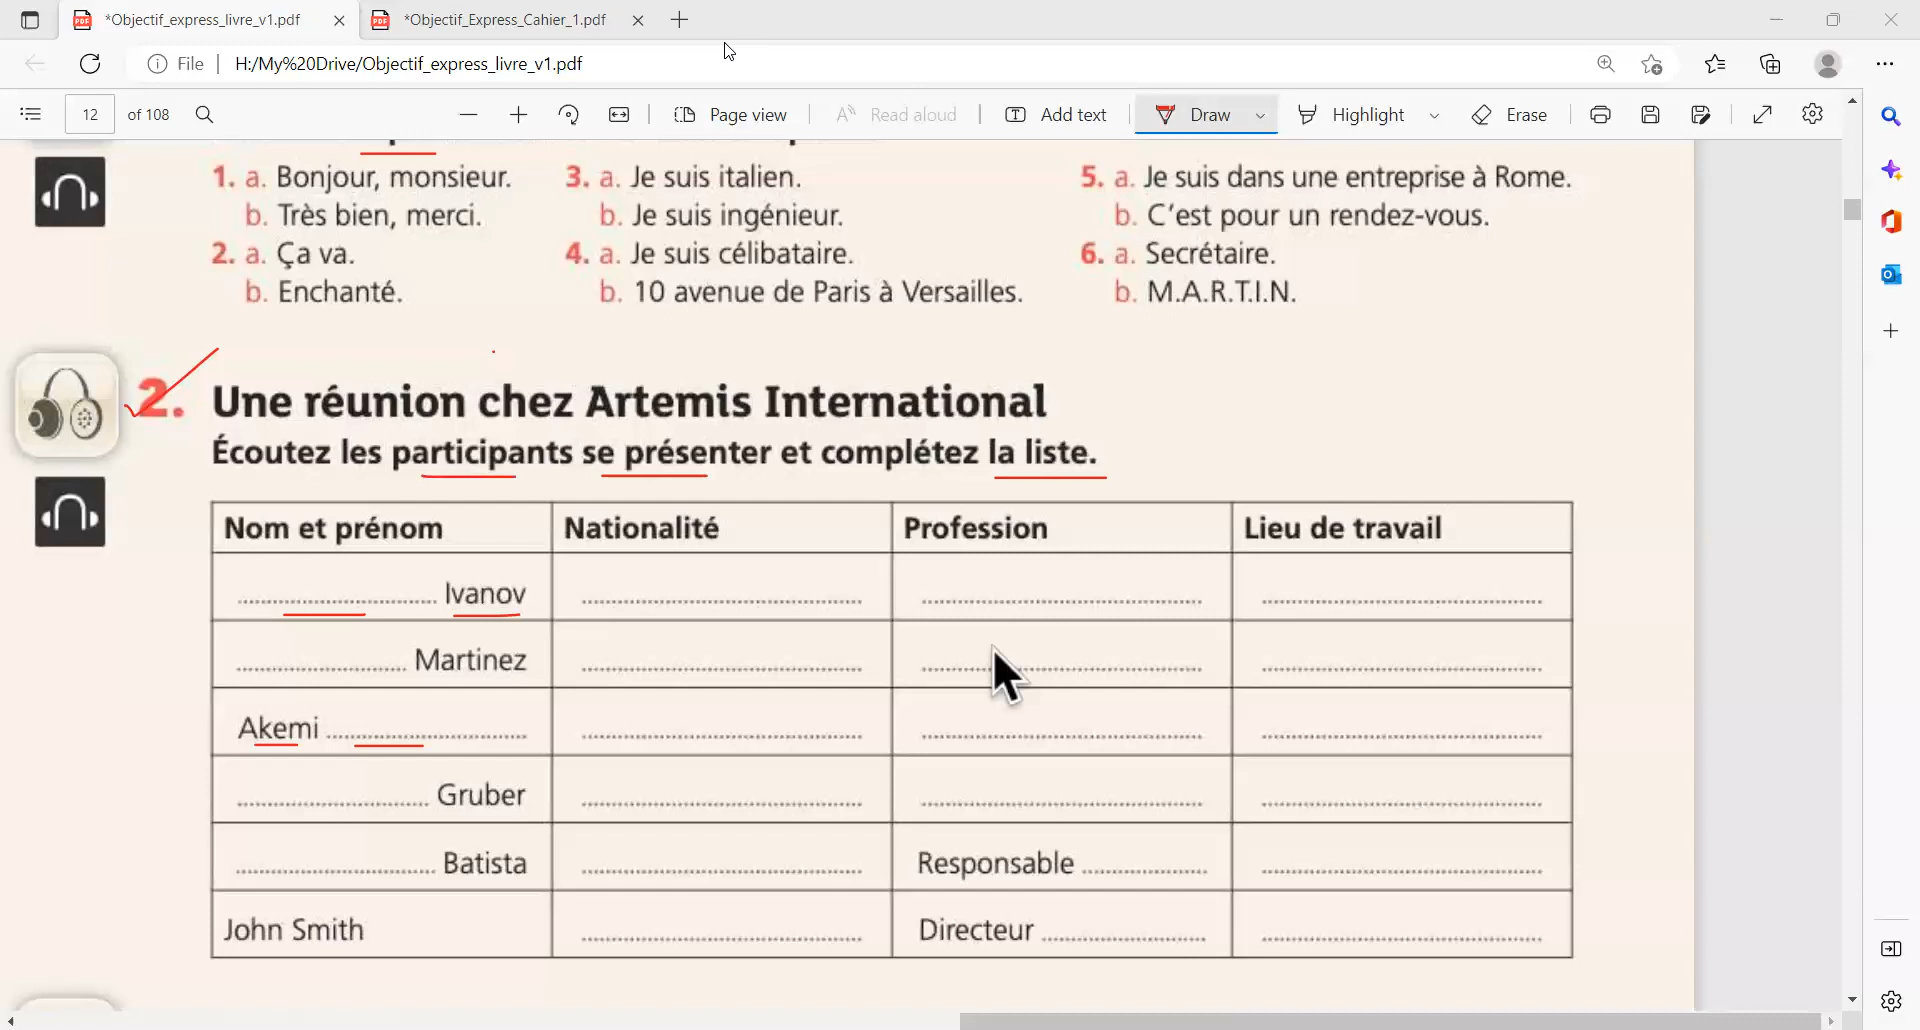 *Objectif_express_livre_v1.pdf
*Objectif_Express_Cahier_1.pdf
File
H:/My%20Drive/Objectif_express_livre_v1.pdf
12 of 108
Page view
Read aloud
Add text
Draw
Highlight
Erase
1. a. Bonjour, monsieur.
b. Très bien, merci.
2. a. Ça va.
b. Enchanté.
3. a. Je suis italien.
b. Je suis ingénieur.
4. a. Je suis célibataire.
b. 10 avenue de Paris à Versailles.
5. a. Je suis dans une entreprise à Rome.
b. C'est pour un rendez-vous.
6. a. Secrétaire.
b. M.A.R.T.I.N.
2. Une réunion chez Artemis International
Écoutez les participants se présenter et complétez la liste.
Nom et prénom Nationalité Profession Lieu de travail
Ivanov
Martinez
Akemi
Gruber
Batista Responsable
John Smith Directeur